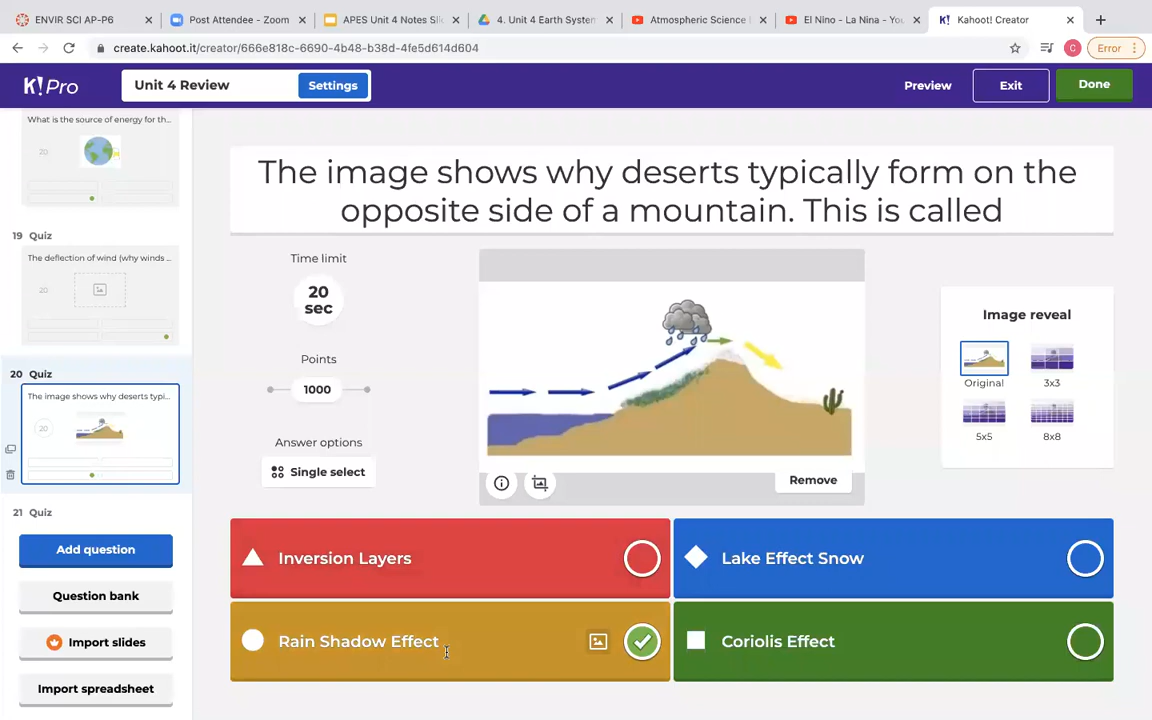 ENVIR SCI AP-P6
Post Attendee - Zoom
APES Unit 4 Notes Sli
4. Unit 4 Earth System
Atmospheric Science
El Nino - La Nina - You
Kahoot! Creator
create.kahoot.it/creator/666e818c-6690-4b48-b38d-4fe5d614d604
C
Error
K!Pro
Unit 4 Review
Settings
Preview
Exit
Done
What is the source of energy for th...
20
19 Quiz
The deflection of wind (why winds ...
20
20 Quiz
The image shows why deserts typi...
20
21 Quiz
Add question
Question bank
Import slides
Import spreadsheet
The image shows why deserts typically form on the
opposite side of a mountain. This is called
Time limit
20
sec
Points
1000
Answer options
Single select
Remove
Image reveal
Original
3x3
5x5
8x8
Inversion Layers
Lake Effect Snow
Rain Shadow Effect
Coriolis Effect